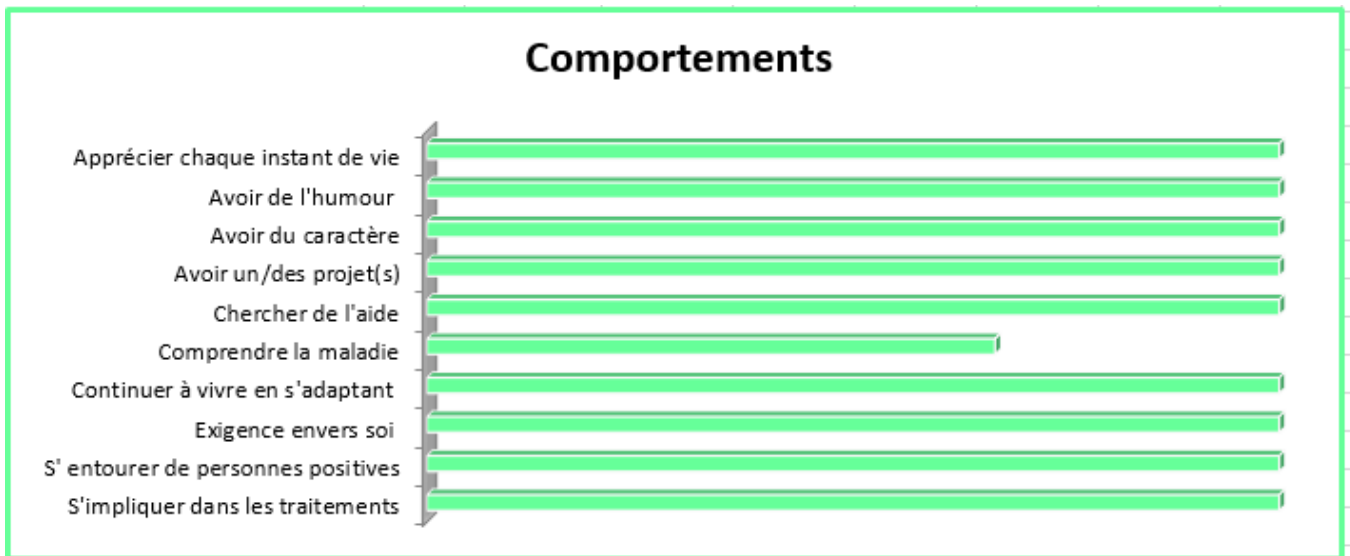 Comportements
Apprécier chaque instant de vie
Avoir de l'humour
Avoir du caractère
Avoir un/des projet(s)
Chercher de l'aide
Comprendre la maladie
Continuer à vivre en s'adaptant
Exigence envers soi
S' entourer de personnes positives
S'impliquer dans les traitements